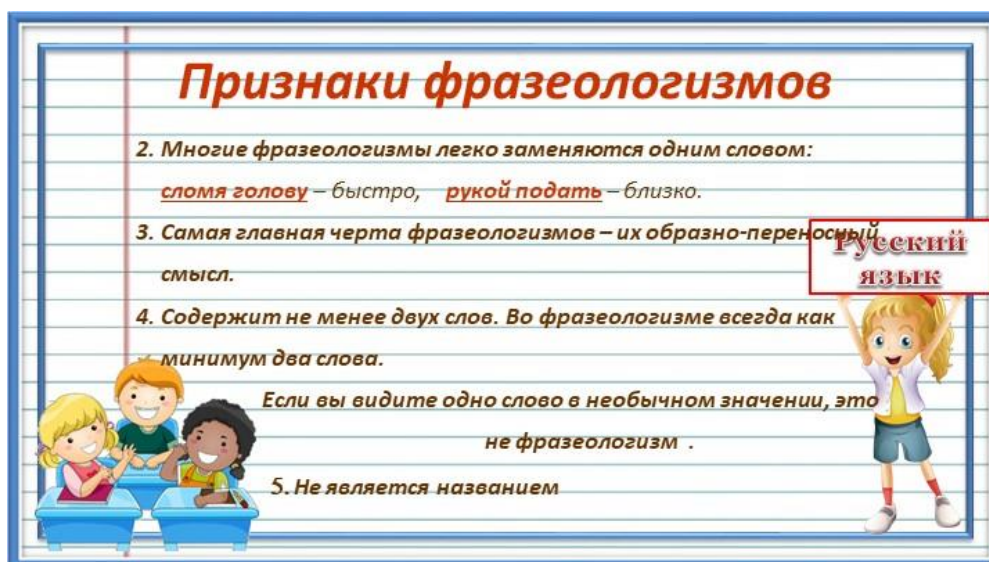 Признаки фразеологизмов
2. Многие фразеологизмы легко заменяются одним словом:
сломя голову – быстро, рукой подать – близко.
3. Самая главная черта фразеологизмов – их образно-переносный
смысл.
4. Содержит не менее двух слов. Во фразеологизме всегда как
минимум два слова.
Если вы видите одно слово в необычном значении, это
не фразеологизм .
5. Не является названием
Русский
язык